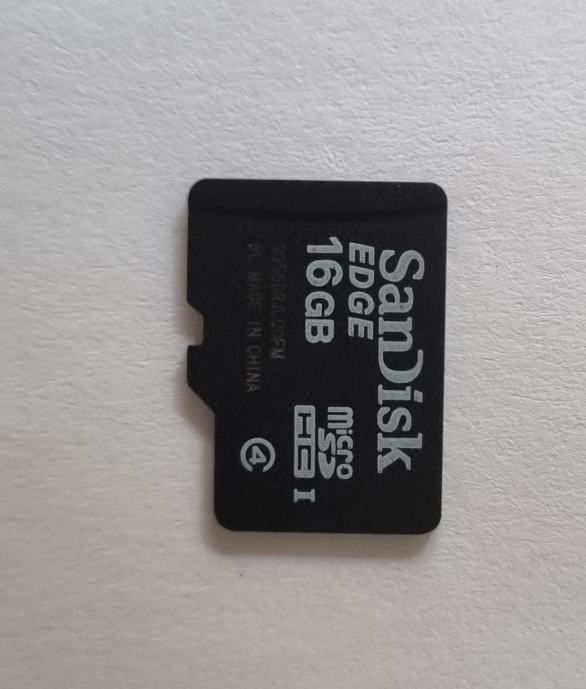 SanDisk
EDGE
16GB
micro
SD
HC I
4
MADE IN CHINA